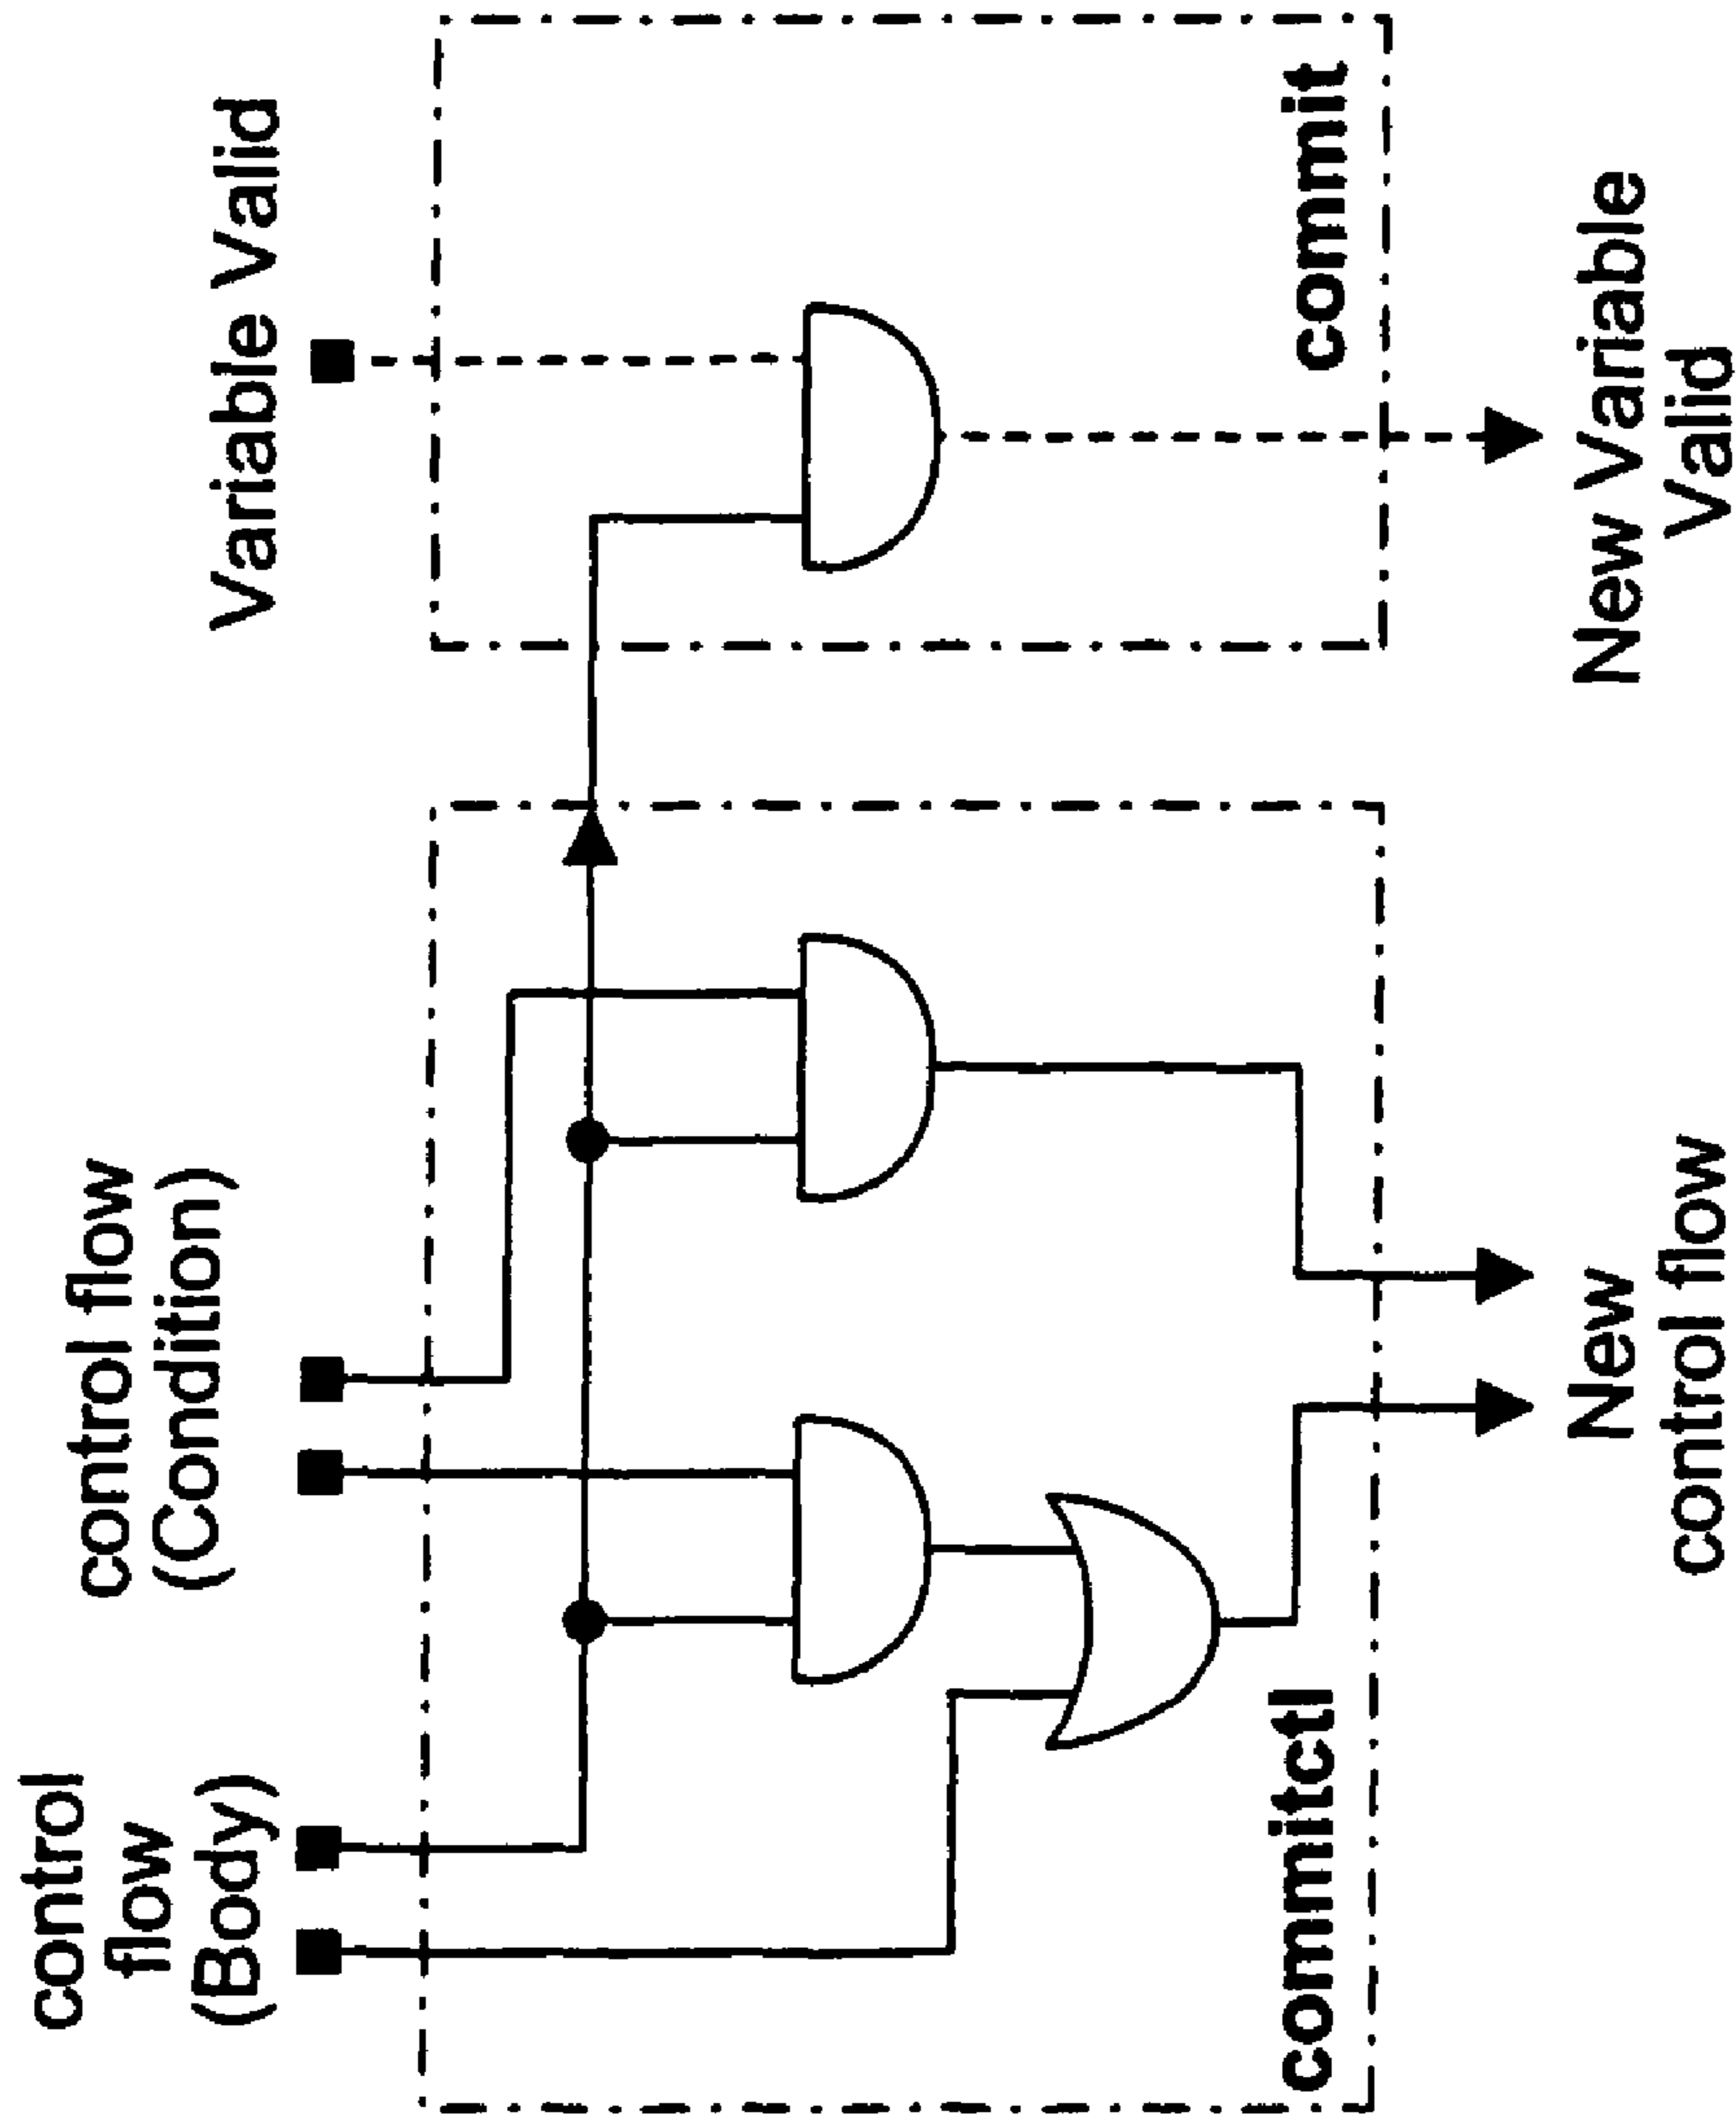 control
flow
(Body)
control flow
(Condition)
Variable Valid
commitctl
commit
New
control flow
New Variable
Valid